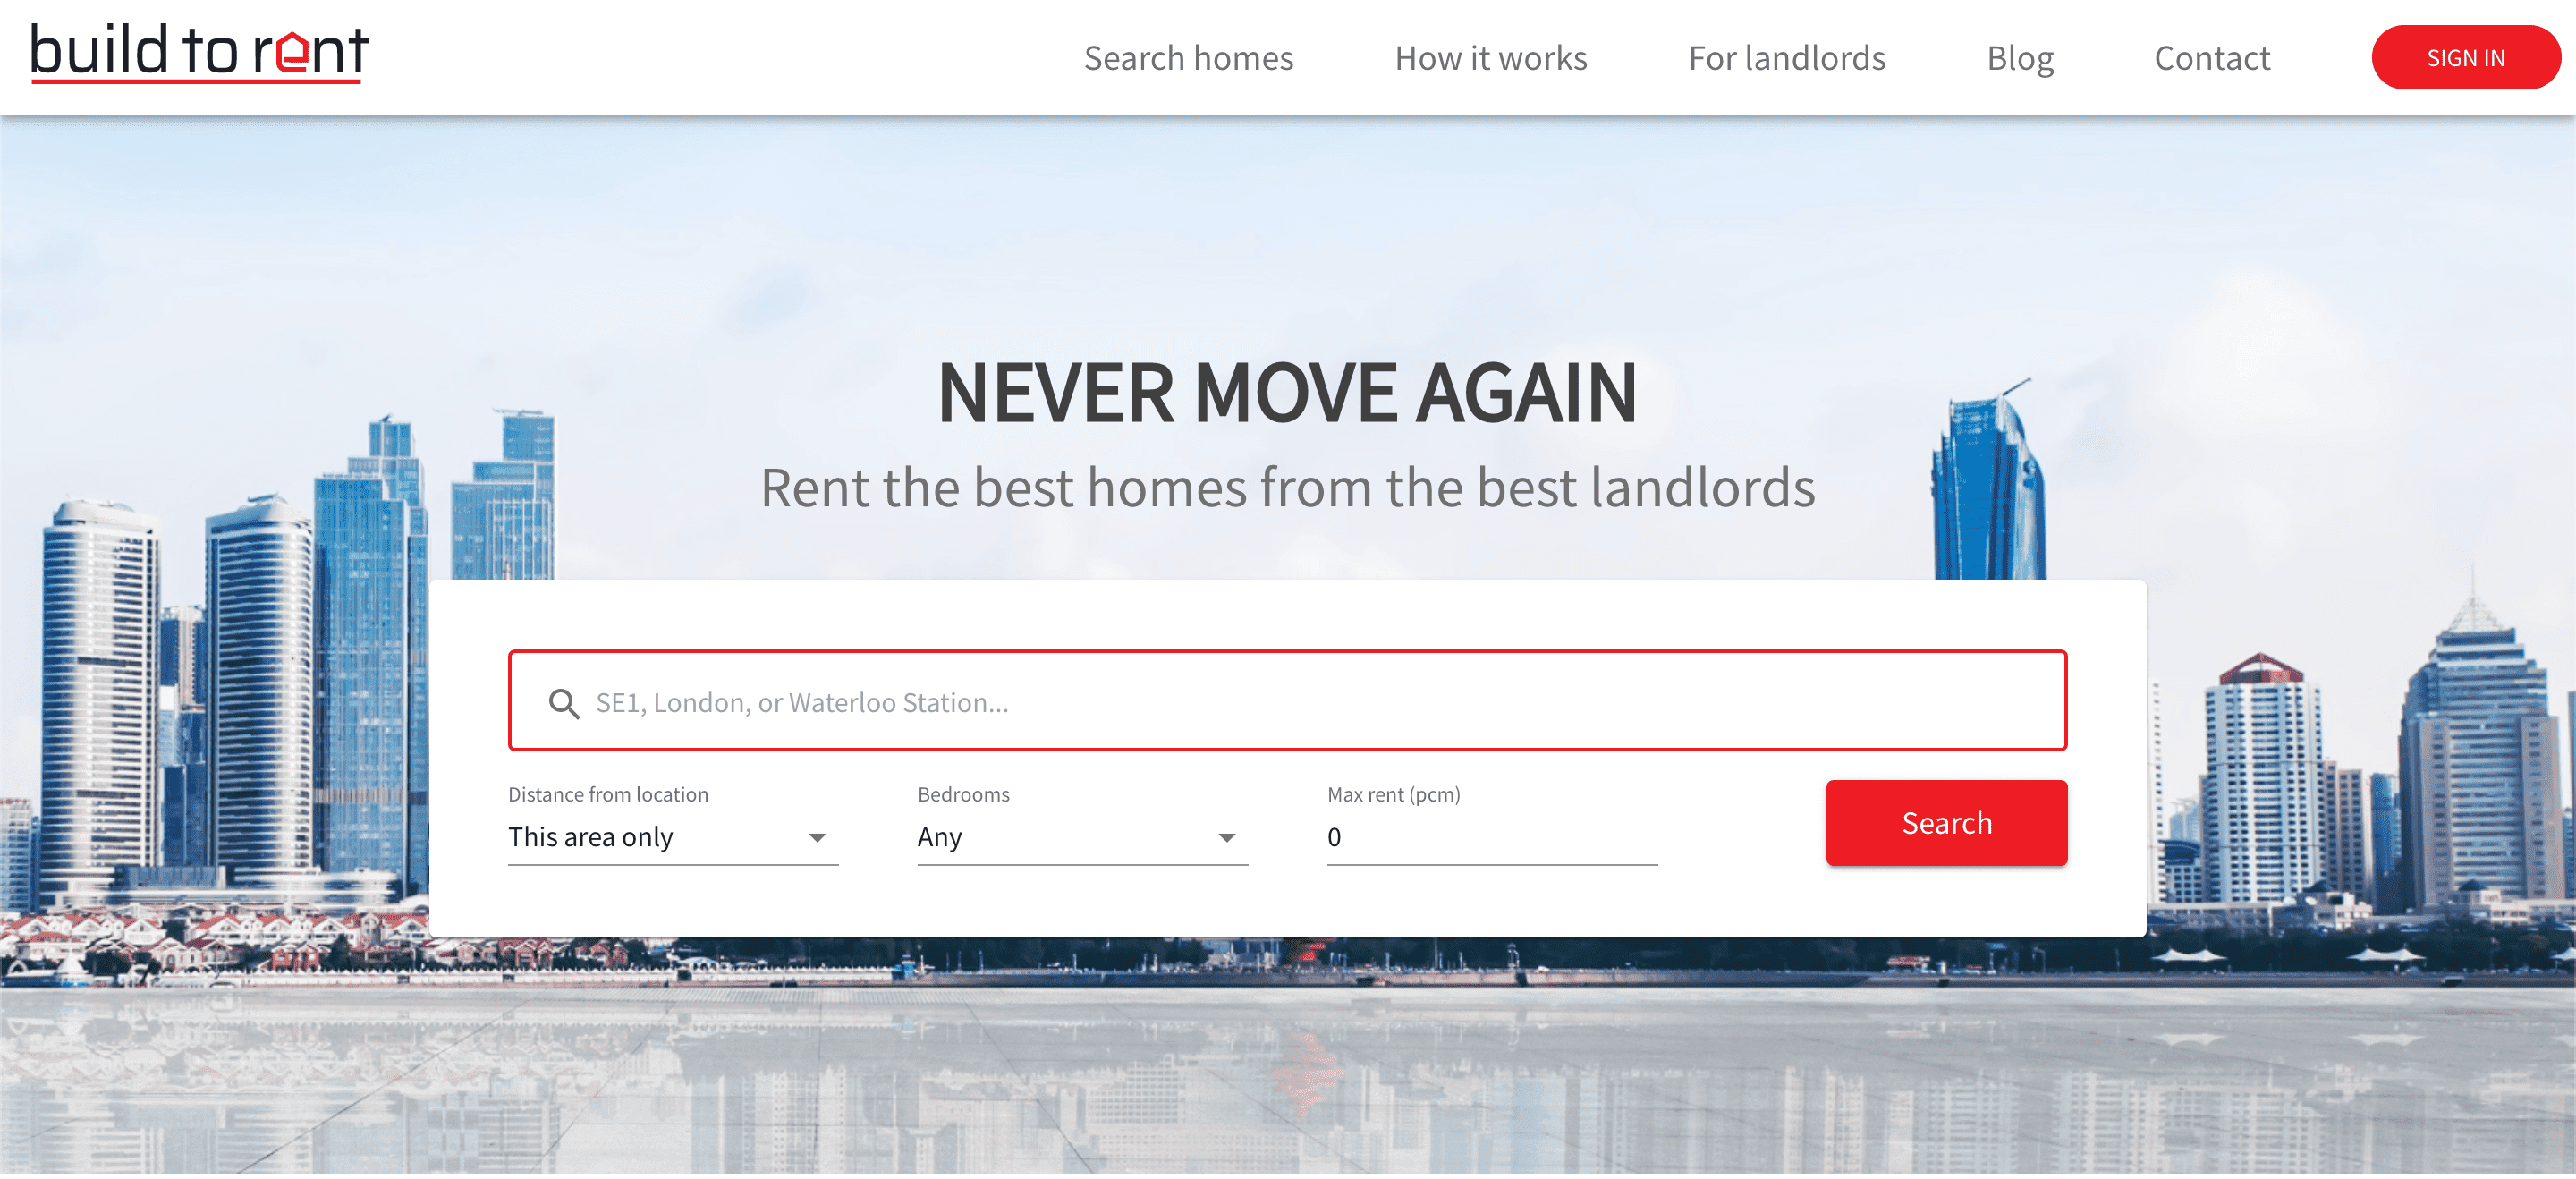 build to rent
Search homes
How it works
For landlords
Blog
Contact
SIGN IN
NEVER MOVE AGAIN
Rent the best homes from the best landlords
SE1, London, or Waterloo Station...
Distance from location
This area only
Bedrooms
Any
Max rent (pcm)
0
Search